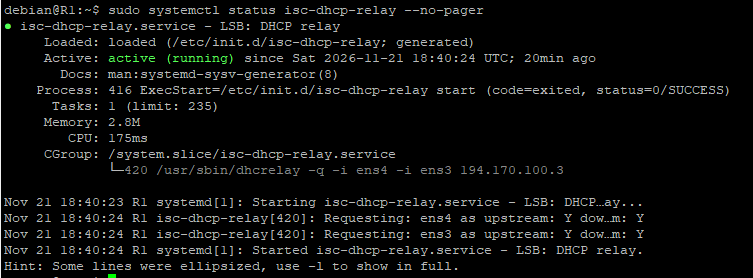 debian@R1:~$ sudo systemctl status isc-dhcp-relay --no-pager
● isc-dhcp-relay.service - LSB: DHCP relay
     Loaded: loaded (/etc/init.d/isc-dhcp-relay; generated)
     Active: active (running) since Sat 2026-11-21 18:40:24 UTC; 20min ago
       Docs: man:systemd-sysv-generator(8)
    Process: 416 ExecStart=/etc/init.d/isc-dhcp-relay start (code=exited, status=0/SUCCESS)
      Tasks: 1 (limit: 235)
     Memory: 2.8M
        CPU: 175ms
     CGroup: /system.slice/isc-dhcp-relay.service
             └─420 /usr/sbin/dhcrelay -q -i ens4 -i ens3 194.170.100.3
Nov 21 18:40:23 R1 systemd[1]: Starting isc-dhcp-relay.service - LSB: DHCP…ay...
Nov 21 18:40:24 R1 isc-dhcp-relay[420]: Requesting: ens4 as upstream: Y dow…m: Y
Nov 21 18:40:24 R1 isc-dhcp-relay[420]: Requesting: ens3 as upstream: Y dow…m: Y
Nov 21 18:40:24 R1 systemd[1]: Started isc-dhcp-relay.service - LSB: DHCP relay.
Hint: Some lines were ellipsized, use -l to show in full.